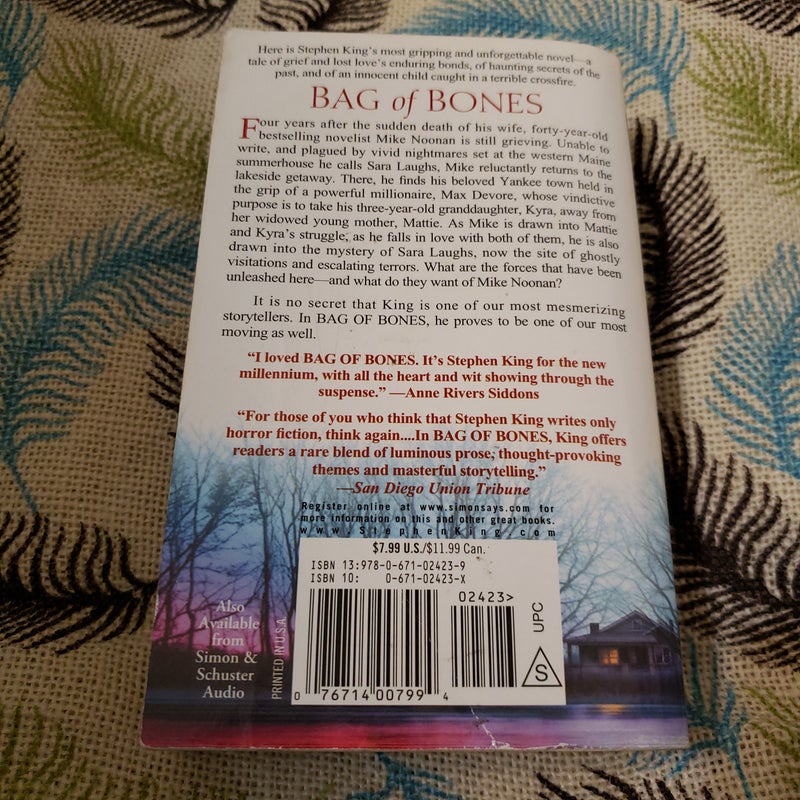 Here is Stephen King's most gripping and unforgettable novel—a
tale of grief and lost love's enduring bonds, of haunting secrets of the
past, and of an innocent child caught in a terrible crossfire.
BAG of BONES
Four years after the sudden death of his wife, forty-year-old
bestselling novelist Mike Noonan is still grieving. Unable to
write, and plagued by vivid nightmares set at the western Maine
summerhouse he calls Sara Laughs, Mike reluctantly returns to the
lakeside getaway. There, he finds his beloved Yankee town held in
the grip of a powerful millionaire, Max Devore, whose vindictive
purpose is to take his three-year-old granddaughter, Kyra, away from
her widowed young mother, Mattie. As Mike is drawn into Mattie
and Kyra's struggle, as he falls in love with both of them, he is also
drawn into the mystery of Sara Laughs, now the site of ghostly
visitations and escalating terrors. What are the forces that have been
unleashed here—and what do they want of Mike Noonan?
It is no secret that King is one of our most mesmerizing
storytellers. In BAG OF BONES, he proves to be one of our most
moving as well.
"I loved BAG OF BONES. It's Stephen King for the new
millennium, with all the heart and wit showing through the
suspense." —Anne Rivers Siddons
"For those of you who think that Stephen King writes only
horror fiction, think again....In BAG OF BONES, King offers
readers a rare blend of luminous prose, thought-provoking
themes and masterful storytelling."
—San Diego Union Tribune
Register online at www.simonsays.com for
more information on this and other great books.
www.StephenKing.com
$7.99 U.S./$11.99 Can.
ISBN 13:978-0-671-02423-9
ISBN 10: 0-671-02423-X
02423>
UPC
S
0 76714 00799 4
PRINTED IN U.S.A.
Also
Available
from
Simon &
Schuster
Audio